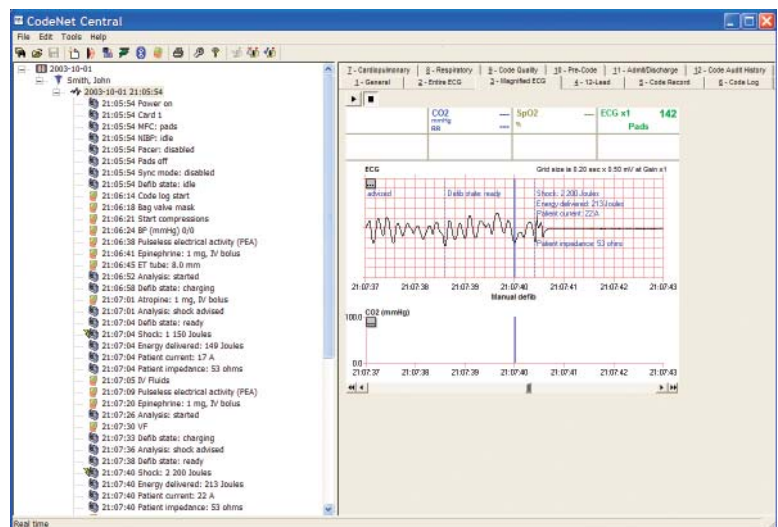 CodeNet Central
File Edit Tools Help
2003-10-01
Smith, John
2003-10-01 21:05:54
21:05:54 Power on
21:05:54 Card 1
21:05:54 MFC: pads
21:05:54 NIBP: idle
21:05:54 Pacer: disabled
21:05:54 Pads off
21:05:54 Sync mode: disabled
21:05:54 Defib state: idle
21:06:14 Code log start
21:06:18 Bag valve mask
21:06:21 Start compressions
21:06:24 BP (mmHg) 0/0
21:06:38 Pulseless electrical activity (PEA)
21:06:41 Epinephrine: 1 mg, IV bolus
21:06:45 ET tube: 8.0 mm
21:06:52 Analysis: started
21:06:58 Defib state: charging
21:07:01 Atropine: 1 mg, IV bolus
21:07:01 Analysis: shock advised
21:07:04 Defib state: ready
21:07:04 Shock: 1 150 Joules
21:07:04 Energy delivered: 149 Joules
21:07:04 Patient current: 17 A
21:07:04 Patient impedance: 53 ohms
21:07:05 IV Fluids
21:07:09 Pulseless electrical activity (PEA)
21:07:20 Epinephrine: 1 mg, IV bolus
21:07:26 Analysis: started
21:07:30 VF
21:07:33 Defib state: charging
21:07:36 Analysis: shock advised
21:07:38 Defib state: ready
21:07:40 Shock: 2 200 Joules
21:07:40 Energy delivered: 213 Joules
21:07:40 Patient current: 22 A
21:07:40 Patient impedance: 53 ohms
Real time
7 - Cardiopulmonary 8 - Respiratory 9 - Code Quality 10 - Pre-Code 11 - Admit/Discharge 12 - Code Audit History
1 - General 2 - Entire ECG 3 - Magnified ECG 4 - 12-Lead 5 - Code Record 6 - Code Log
CO2 --- SpO2 --- ECG x1 142
mmHg % Pads
RR ---
ECG Grid size is 0.20 sec x 0.50 mV at Gain x1
advised Defib state: ready Shock: 2 200 Joules
Energy delivered: 213 Joules
Patient current: 22 A
Patient impedance: 53 ohms
21:07:37 21:07:38 21:07:39 21:07:40 21:07:41 21:07:42 21:07:43
Manual defib
CO2 (mmHg)
100.0
0.0
21:07:37 21:07:38 21:07:39 21:07:40 21:07:41 21:07:42 21:07:43